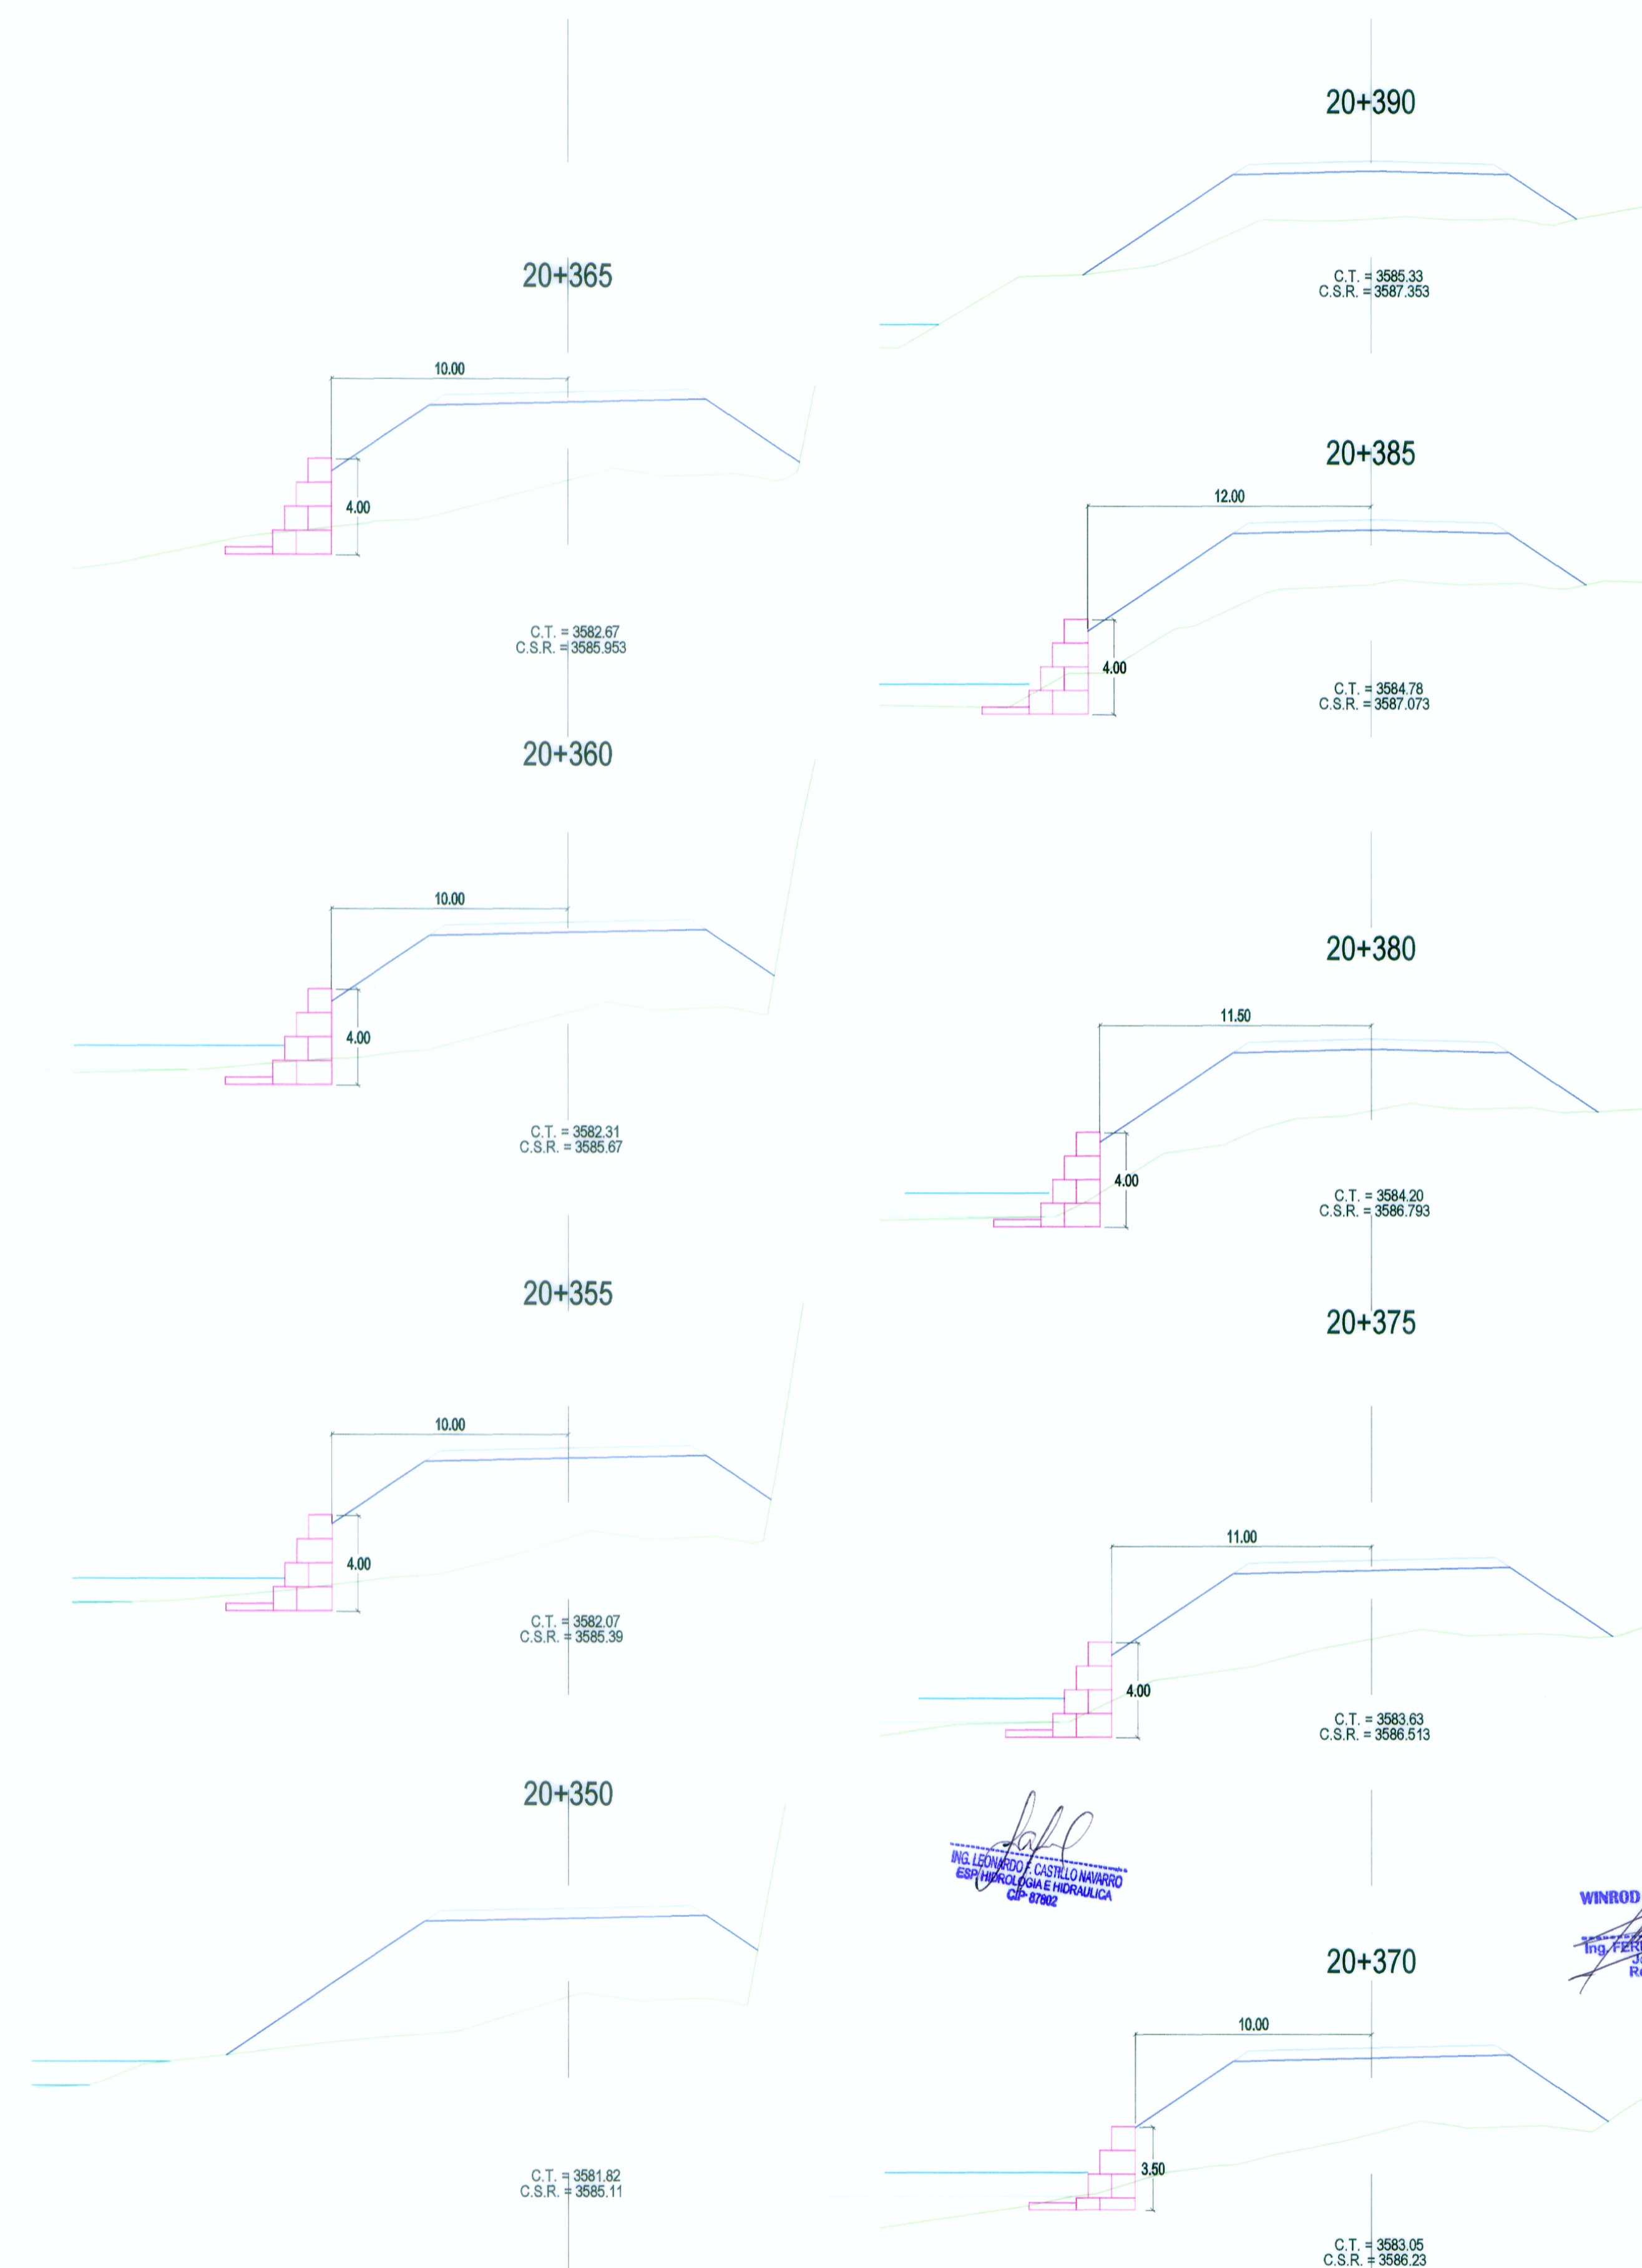 20+365
10.00
4.00
C.T. = 3582.67
C.S.R. = 3585.953
20+360
10.00
4.00
C.T. = 3582.31
C.S.R. = 3585.67
20+355
10.00
4.00
C.T. = 3582.07
C.S.R. = 3585.39
20+350
C.T. = 3581.82
C.S.R. = 3585.11
20+390
C.T. = 3585.33
C.S.R. = 3587.353
20+385
12.00
4.00
C.T. = 3584.78
C.S.R. = 3587.073
20+380
11.50
4.00
C.T. = 3584.20
C.S.R. = 3586.793
20+375
11.00
4.00
C.T. = 3583.63
C.S.R. = 3586.513
ING. LEONARDO F. CASTILLO NAVARRO
ESP. HIDROLOGIA E HIDRAULICA
CIP 87802
WINROD
Ing.
20+370
10.00
3.50
C.T. = 3583.05
C.S.R. = 3586.23